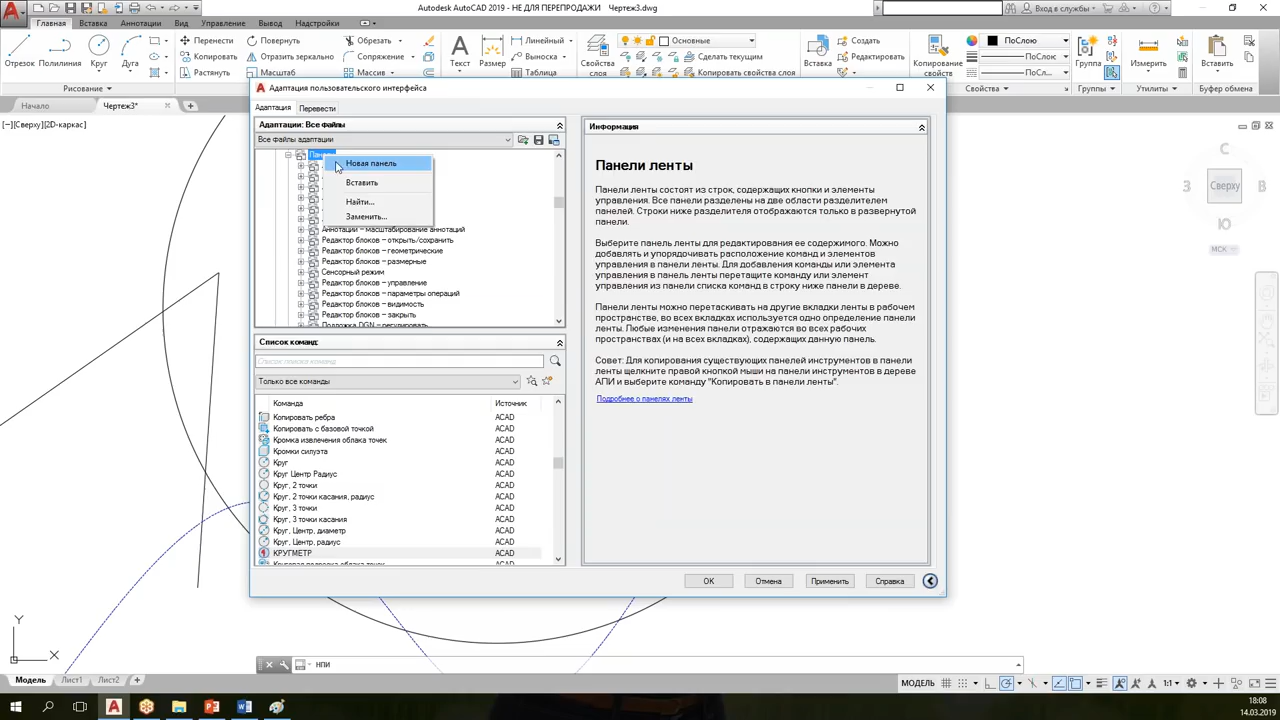 Autodesk AutoCAD 2019 - НЕ ДЛЯ ПЕРЕПРОДАЖИ Чертеж3.dwg
Вход в службы
Главная Вставка Аннотации Вид Управление Вывод Надстройки
Отрезок Полилиния Круг Дуга
Перенести Повернуть Обрезать
Копировать Отразить зеркально Сопряжение
Растянуть Масштаб Массив
Рисование
Текст Размер
Линейный
Выноска
Таблица
Свойства слоя
Основные
Сделать текущим
Копировать свойства слоя
Вставка
Создать
Редактировать
Копирование свойств
ПоСлою
ПоСлою
ПоСл...
Свойства
Группа
Группы
Измерить
Утилиты
Вставить
Буфер обмена
Начало Чертеж3*
[−][Сверху][2D-каркас]
Адаптация пользовательского интерфейса
Адаптация Перевести
Адаптации: Все файлы
Все файлы адаптации
Новая панель
Вставить
Найти...
Заменить...
Аннотации – масштабирование аннотаций
Редактор блоков – открыть/сохранить
Редактор блоков – геометрические
Редактор блоков – размерные
Сенсорный режим
Редактор блоков – управление
Редактор блоков – параметры операций
Редактор блоков – видимость
Редактор блоков – закрыть
Подложка DGN – регулировать
Список команд:
Список поиска команд
Только все команды
Команда Источник
Копировать ребра ACAD
Копировать с базовой точкой ACAD
Кромка извлечения облака точек ACAD
Кромки силуэта ACAD
Круг ACAD
Круг Центр Радиус ACAD
Круг, 2 точки ACAD
Круг, 2 точки касания, радиус ACAD
Круг, 3 точки ACAD
Круг, 3 точки касания ACAD
Круг, Центр, диаметр ACAD
Круг, Центр, радиус ACAD
КРУГМЕТР ACAD
Информация
Панели ленты
Панели ленты состоят из строк, содержащих кнопки и элементы
управления. Все панели разделены на две области разделителем
панелей. Строки ниже разделителя отображаются только в развернутой
панели.
Выберите панель ленты для редактирования ее содержимого. Можно
добавлять и упорядочивать расположение команд и элементов
управления в панели ленты. Для добавления команды или элемента
управления в панель ленты перетащите команду или элемент
управления из панели списка команд в строку ниже панели в дереве.
Панели ленты можно перетаскивать на другие вкладки ленты в рабочем
пространстве, во всех вкладках используется одно определение панели
ленты. Любые изменения панели отражаются во всех рабочих
пространствах (и на всех вкладках), содержащих данную панель.
Совет: Для копирования существующих панелей инструментов в панели
ленты щелкните правой кнопкой мыши на панели инструментов в дереве
АПИ и выберите команду "Копировать в панели ленты".
Подробнее о панелях ленты
OK Отмена Применить Справка
С
З Сверху В
Ю
МСК
Y
X
НПИ
Модель Лист1 Лист2
МОДЕЛЬ 1:1
18:08
14.03.2019